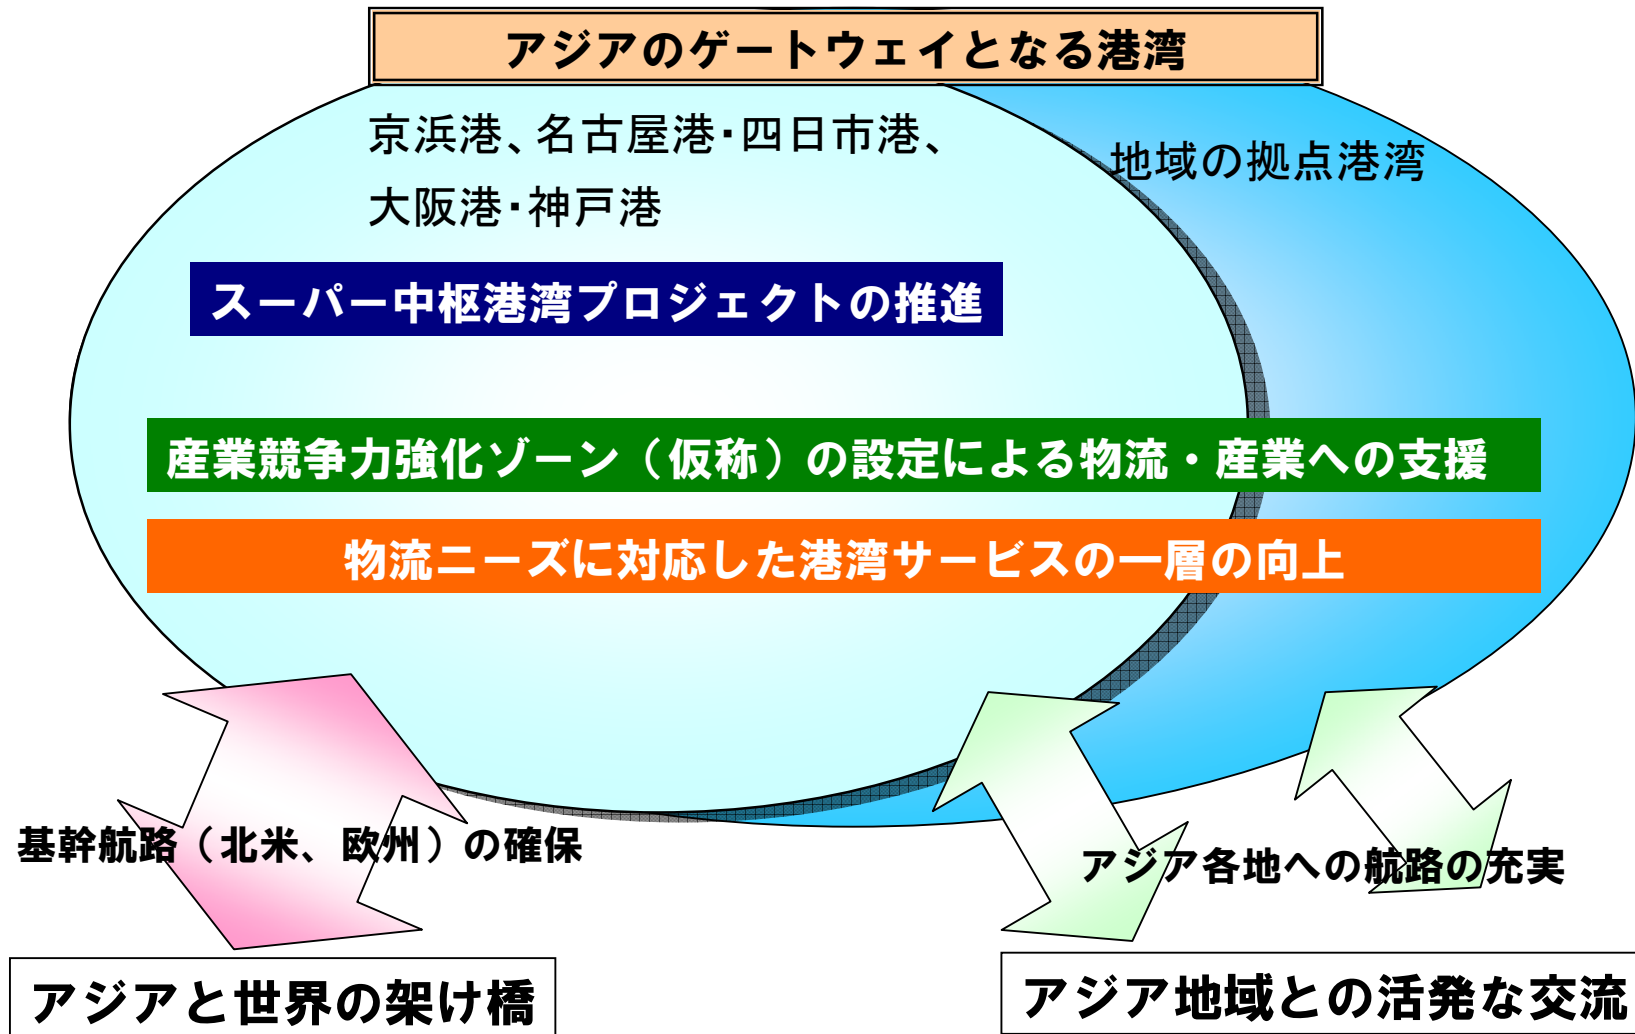 アジアのゲートウェイとなる港湾
京浜港、名古屋港・四日市港、
大阪港・神戸港
地域の拠点港湾
スーパー中枢港湾プロジェクトの推進
産業競争力強化ゾーン（仮称）の設定による物流・産業への支援
物流ニーズに対応した港湾サービスの一層の向上
基幹航路（北米、欧州）の確保
アジア各地への航路の充実
アジアと世界の架け橋
アジア地域との活発な交流